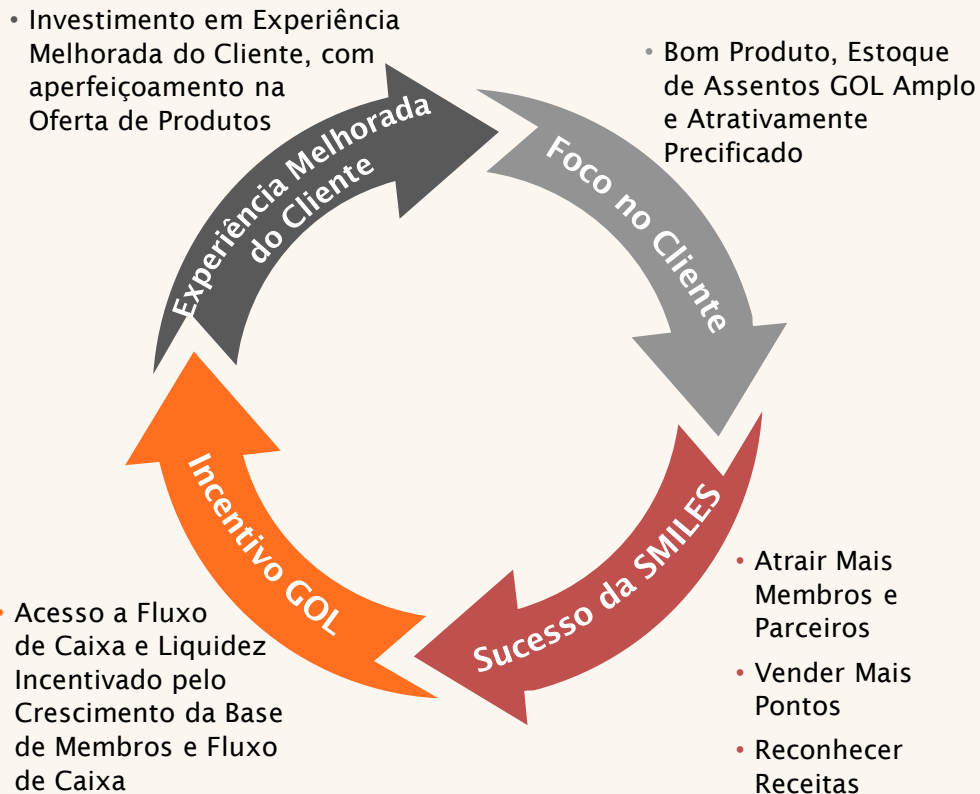 • Investimento em Experiência
Melhorada do Cliente, com
aperfeiçoamento na
Oferta de Produtos
• Bom Produto, Estoque
de Assentos GOL Amplo
e Atrativamente
Precificado
Experiência Melhorada
do Cliente
Foco no Cliente
Sucesso da SMILES
Incentivo GOL
• Atrair Mais
Membros e
Parceiros
• Vender Mais
Pontos
• Reconhecer
Receitas
• Acesso a Fluxo
de Caixa e Liquidez
Incentivado pelo
Crescimento da Base
de Membros e Fluxo
de Caixa